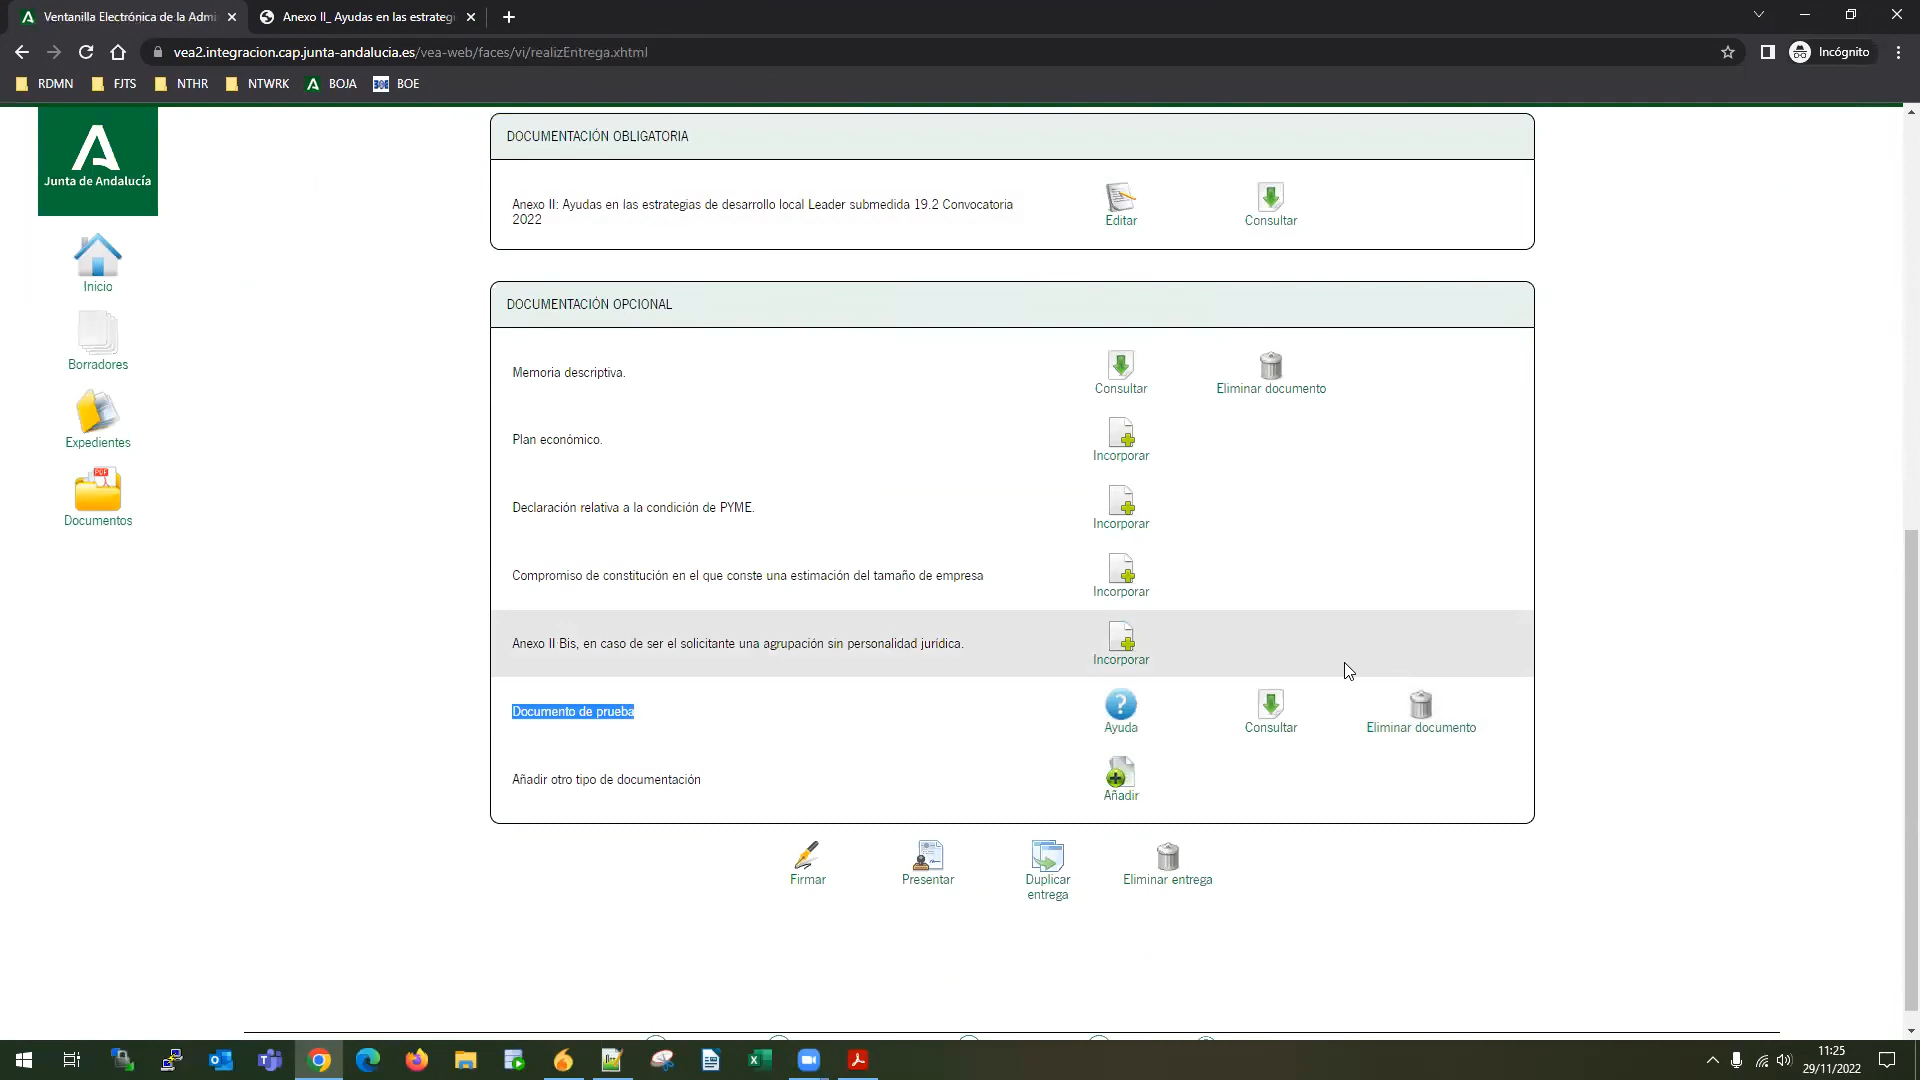 Ventanilla Electrónica de la Admi
Anexo II_ Ayudas en las estrategi
vea2.integracion.cap.junta-andalucia.es/vea-web/faces/vi/realizEntrega.xhtml
Incógnito
RDMN
FJTS
NTHR
NTWRK
BOJA
BOE
Junta de Andalucía
Inicio
Borradores
Expedientes
Documentos
DOCUMENTACIÓN OBLIGATORIA
Anexo II: Ayudas en las estrategias de desarrollo local Leader submedida 19.2 Convocatoria
2022
Editar
Consultar
DOCUMENTACIÓN OPCIONAL
Memoria descriptiva.
Consultar
Eliminar documento
Plan económico.
Incorporar
Declaración relativa a la condición de PYME.
Incorporar
Compromiso de constitución en el que conste una estimación del tamaño de empresa
Incorporar
Anexo II Bis, en caso de ser el solicitante una agrupación sin personalidad jurídica.
Incorporar
Documento de prueba
Ayuda
Consultar
Eliminar documento
Añadir otro tipo de documentación
Añadir
Firmar
Presentar
Duplicar
entrega
Eliminar entrega
11:25
29/11/2022